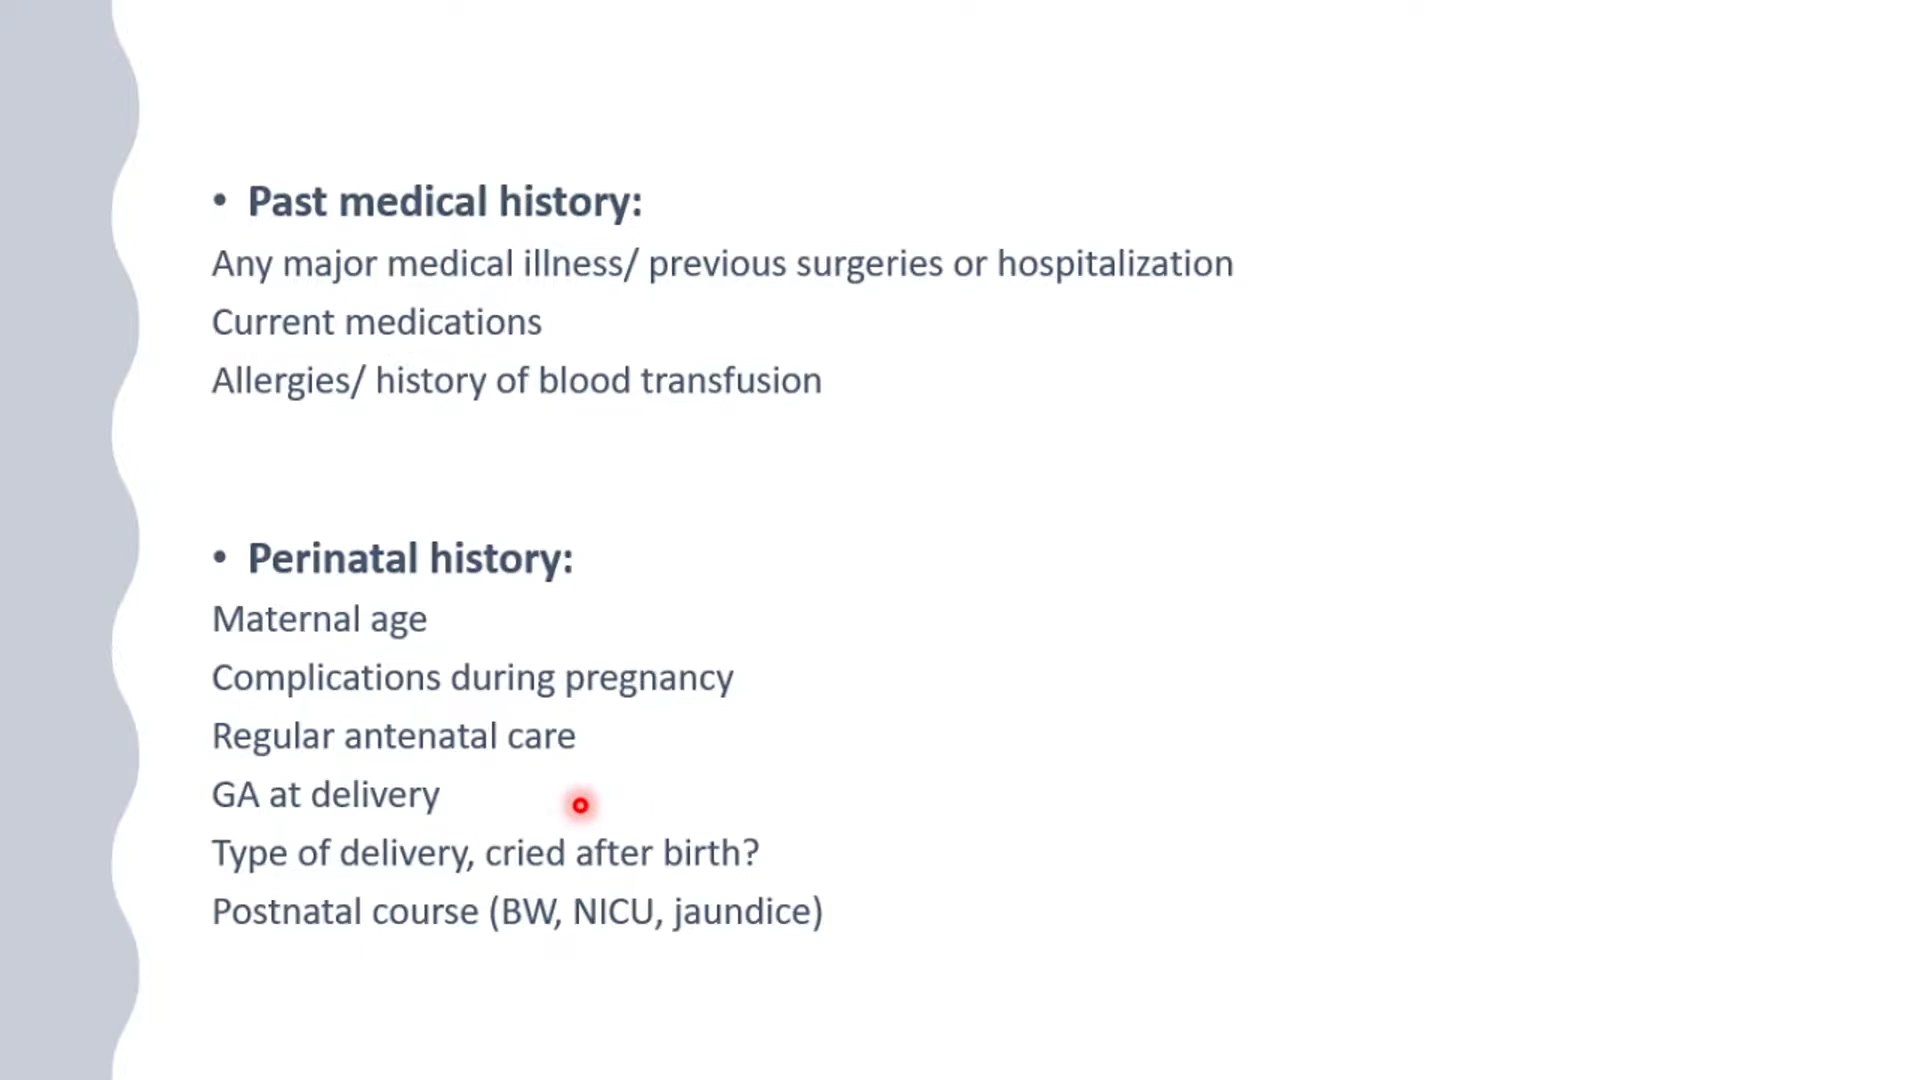 • Past medical history:
Any major medical illness/ previous surgeries or hospitalization
Current medications
Allergies/ history of blood transfusion
• Perinatal history:
Maternal age
Complications during pregnancy
Regular antenatal care
GA at delivery
Type of delivery, cried after birth?
Postnatal course (BW, NICU, jaundice)